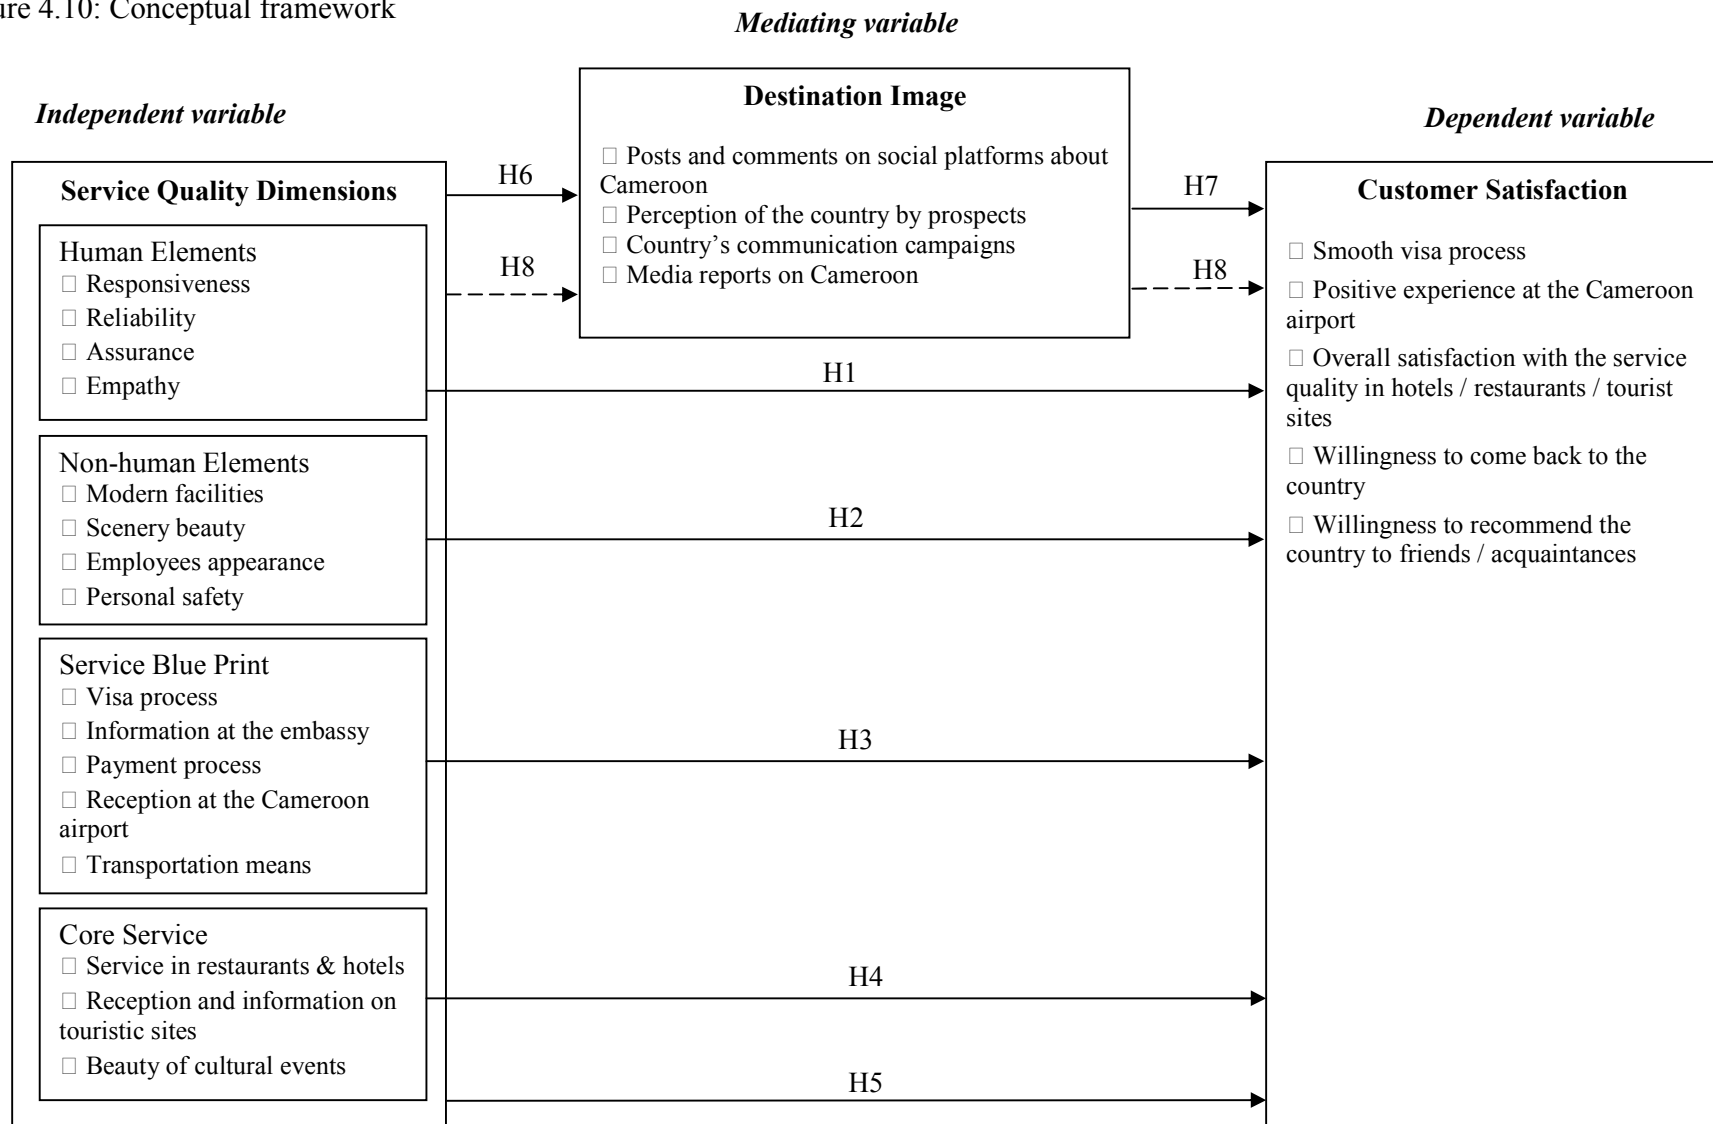 ure 4.10: Conceptual framework
Mediating variable
Independent variable
Dependent variable
Service Quality Dimensions
Human Elements
□ Responsiveness
□ Reliability
□ Assurance
□ Empathy
Non-human Elements
□ Modern facilities
□ Scenery beauty
□ Employees appearance
□ Personal safety
Service Blue Print
□ Visa process
□ Information at the embassy
□ Payment process
□ Reception at the Cameroon
airport
□ Transportation means
Core Service
□ Service in restaurants & hotels
□ Reception and information on
touristic sites
□ Beauty of cultural events
H6
H8
Destination Image
□ Posts and comments on social platforms about
Cameroon
□ Perception of the country by prospects
□ Country’s communication campaigns
□ Media reports on Cameroon
H7
H8
H1
H2
H3
H4
H5
Customer Satisfaction
□ Smooth visa process
□ Positive experience at the Cameroon
airport
□ Overall satisfaction with the service
quality in hotels / restaurants / tourist
sites
□ Willingness to come back to the
country
□ Willingness to recommend the
country to friends / acquaintances